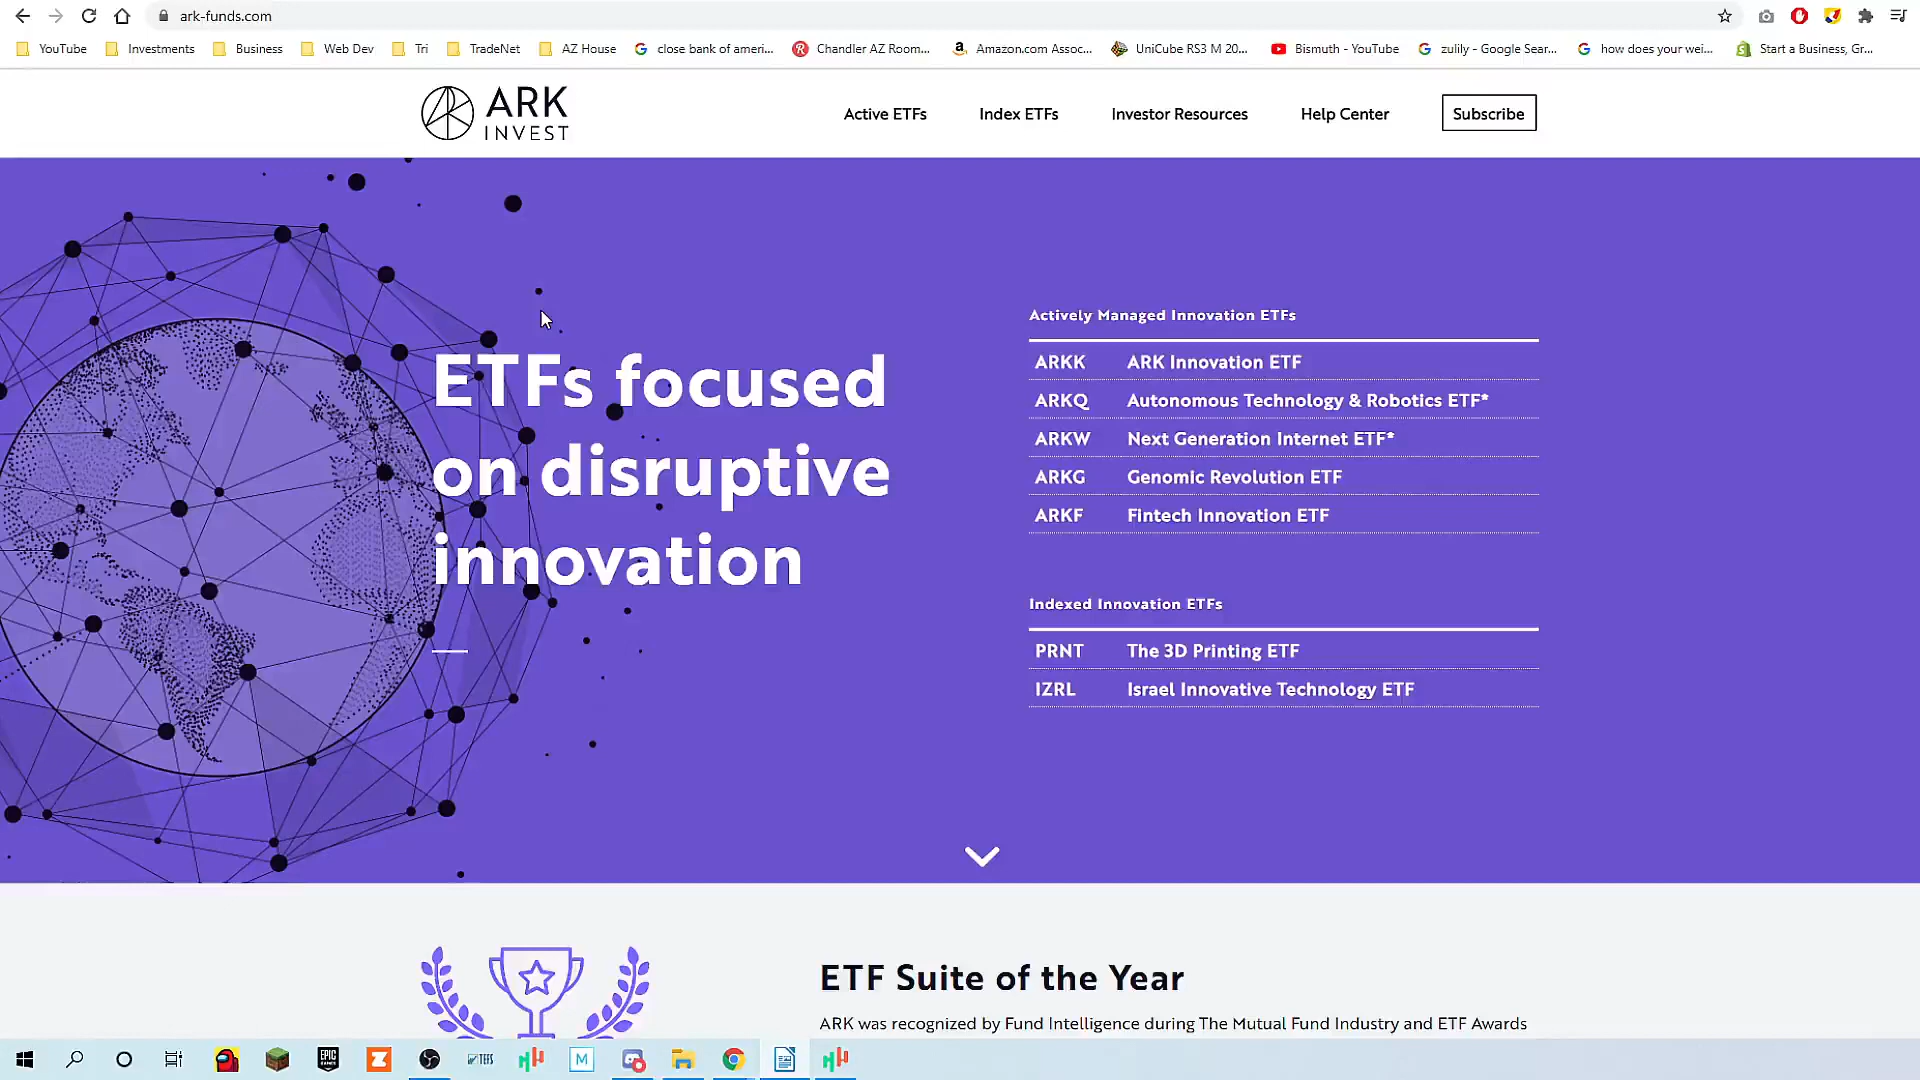 ark-funds.com
YouTube
Investments
Business
Web Dev
Tri
TradeNet
AZ House
close bank of ameri...
Chandler AZ Room...
Amazon.com Assoc...
UniCube RS3 M 20...
Bismuth - YouTube
zulily - Google Sear...
how does your wei...
Start a Business, Gr...
ARK
INVEST
Active ETFs
Index ETFs
Investor Resources
Help Center
Subscribe
ETFs focused
on disruptive
innovation
Actively Managed Innovation ETFs
ARKK ARK Innovation ETF
ARKQ Autonomous Technology & Robotics ETF*
ARKW Next Generation Internet ETF*
ARKG Genomic Revolution ETF
ARKF Fintech Innovation ETF
Indexed Innovation ETFs
PRNT The 3D Printing ETF
IZRL Israel Innovative Technology ETF
ETF Suite of the Year
ARK was recognized by Fund Intelligence during The Mutual Fund Industry and ETF Awards
EPIC
GAMES
TEFS
M